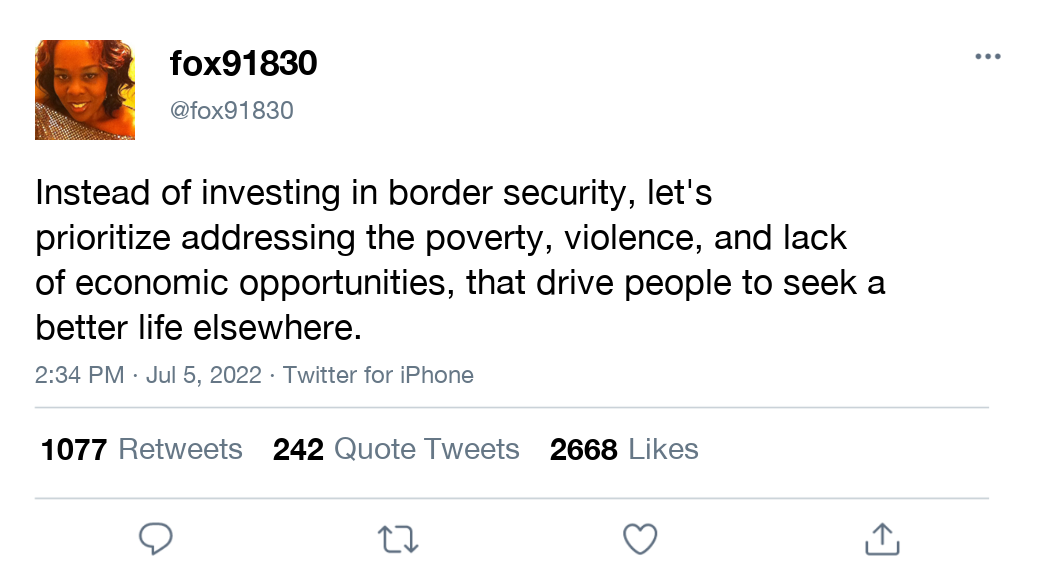 fox91830
@fox91830
Instead of investing in border security, let's
prioritize addressing the poverty, violence, and lack
of economic opportunities, that drive people to seek a
better life elsewhere.
2:34 PM · Jul 5, 2022 · Twitter for iPhone
1077 Retweets 242 Quote Tweets 2668 Likes